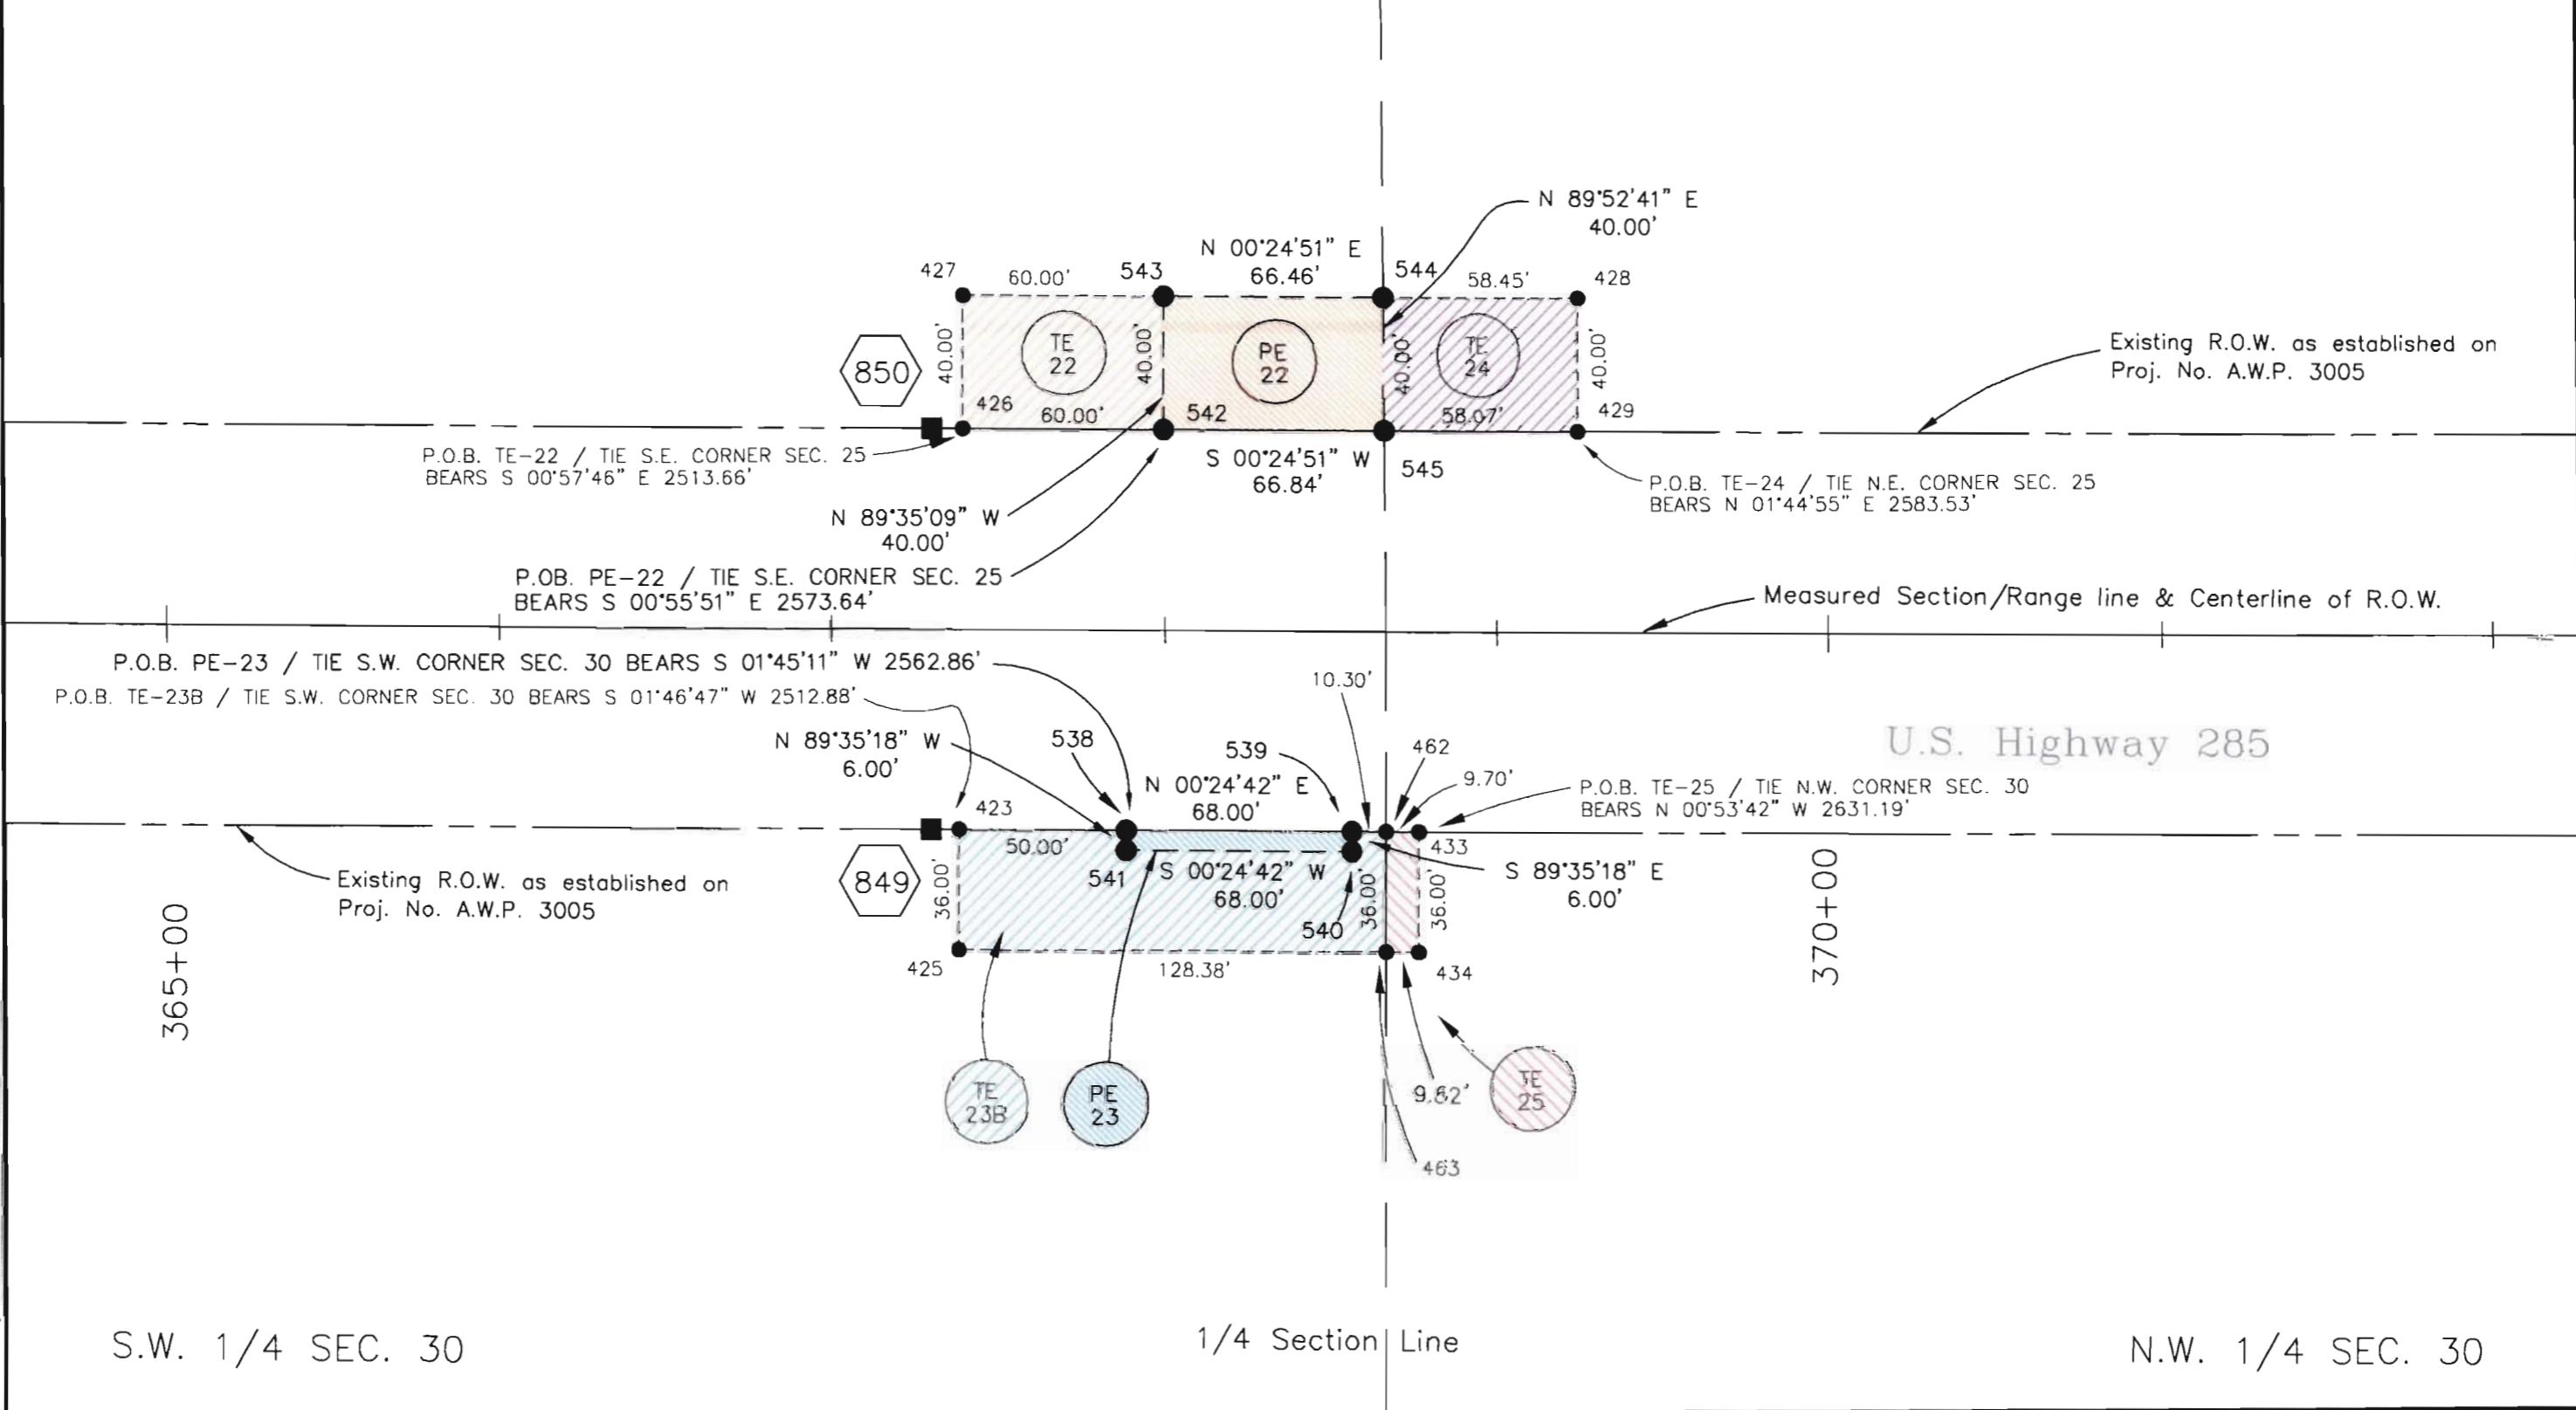 N 89°52'41" E
40.00'
N 00°24'51" E
66.46'
427
60.00'
543
544
58.45'
428
850
40.00'
TE
22
40.00'
PE
22
40.00'
TE
24
40.00'
426
60.00'
542
58.07'
429
Existing R.O.W. as established on
Proj. No. A.W.P. 3005
P.O.B. TE-22 / TIE S.E. CORNER SEC. 25
BEARS S 00°57'46" E 2513.66'
S 00°24'51" W
66.84'
545
P.O.B. TE-24 / TIE N.E. CORNER SEC. 25
BEARS N 01°44'55" E 2583.53'
N 89°35'09" W
40.00'
P.OB. PE-22 / TIE S.E. CORNER SEC. 25
BEARS S 00°55'51" E 2573.64'
Measured Section/Range line & Centerline of R.O.W.
P.O.B. PE-23 / TIE S.W. CORNER SEC. 30 BEARS S 01°45'11" W 2562.86'
P.O.B. TE-23B / TIE S.W. CORNER SEC. 30 BEARS S 01°46'47" W 2512.88'
10.30'
N 89°35'18" W
6.00'
538
539
462
U.S. Highway 285
N 00°24'42" E
68.00'
9.70'
P.O.B. TE-25 / TIE N.W. CORNER SEC. 30
BEARS N 00°53'42" W 2631.19'
423
50.00'
433
Existing R.O.W. as established on
Proj. No. A.W.P. 3005
849
36.00'
541
S 00°24'42" W
68.00'
540
36.00'
36.00'
S 89°35'18" E
6.00'
365+00
370+00
425
128.38'
434
TE
23B
PE
23
9.62'
TE
25
463
S.W. 1/4 SEC. 30
1/4 Section Line
N.W. 1/4 SEC. 30